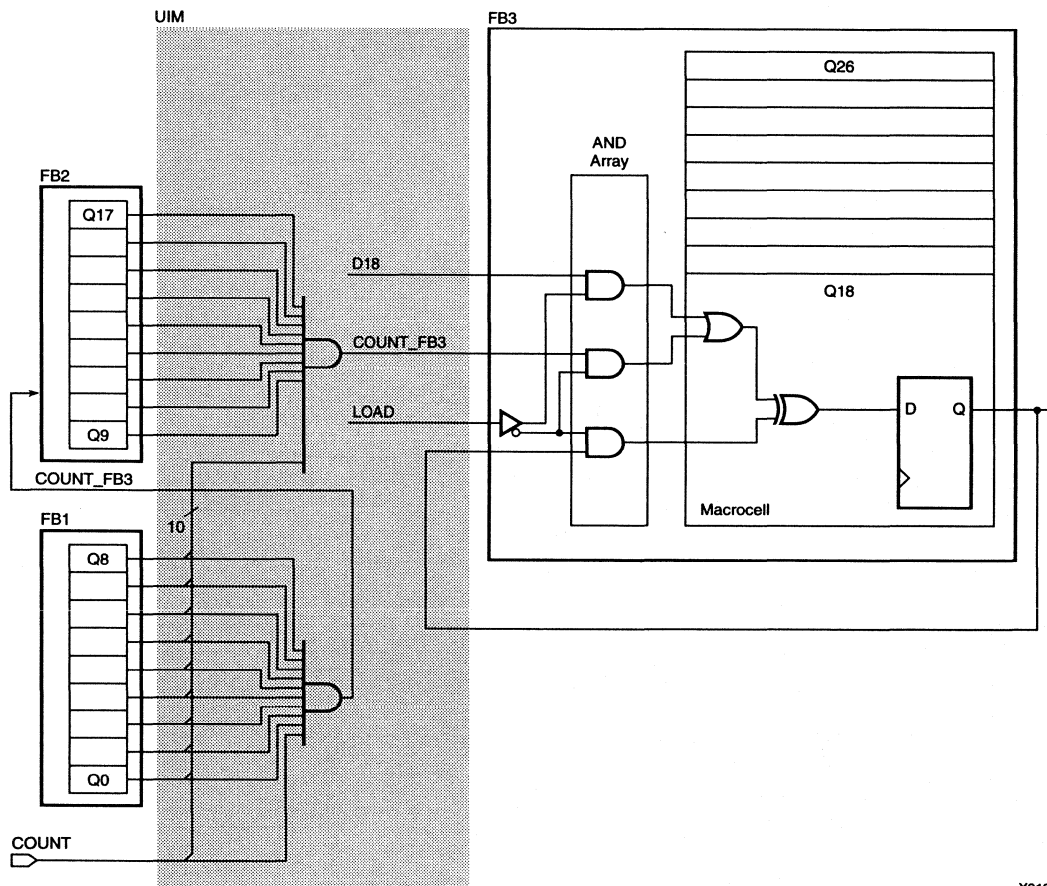 UIM
FB3
Q26
AND
Array
FB2
Q17
D18
Q18
COUNT_FB3
LOAD
D Q
Q9
COUNT_FB3
Macrocell
FB1
10
Q8
Q0
COUNT